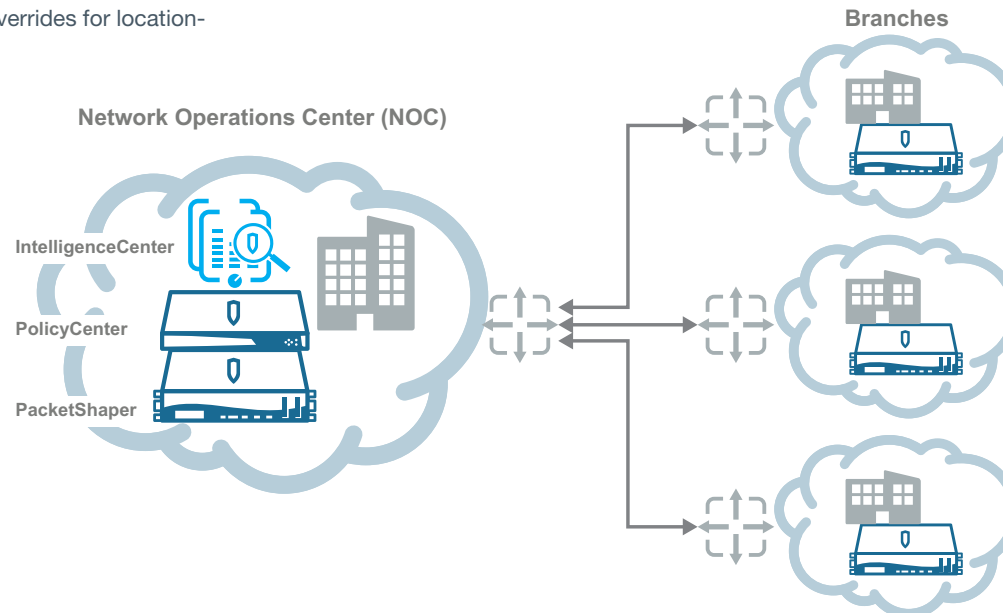 verrides for location-
Branches
Network Operations Center (NOC)
IntelligenceCenter
PolicyCenter
PacketShaper